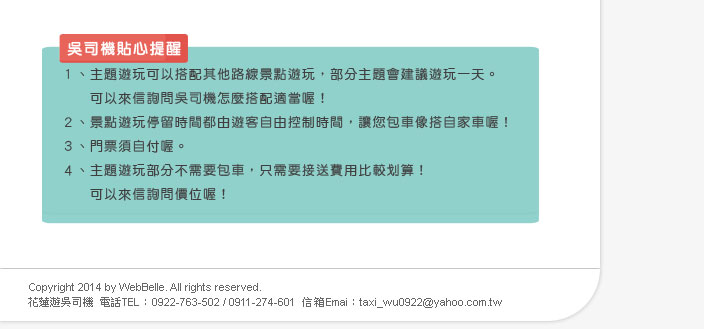 吳司機貼心提醒
1、主題遊玩可以搭配其他路線景點遊玩，部分主題會建議遊玩一天。
可以來信詢問吳司機怎麼搭配適當喔！
2、景點遊玩停留時間都由遊客自由控制時間，讓您包車像搭自家車喔！
3、門票須自付喔。
4、主題遊玩部分不需要包車，只需要接送費用比較划算！
可以來信詢問價位喔！
Copyright 2014 by WebBelle. All rights reserved.
花蓮遊吳司機 電話TEL：0922-763-502 / 0911-274-601 信箱Emai：taxi_wu0922@yahoo.com.tw